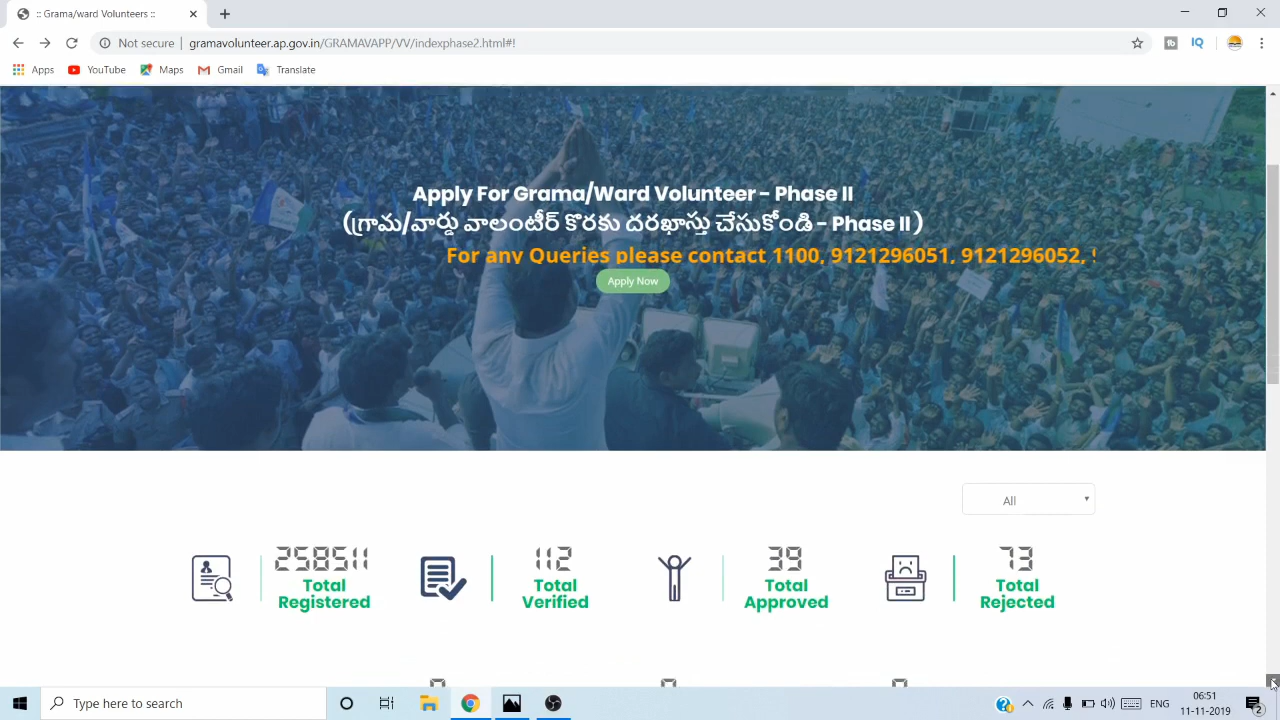 :: Grama/ward Volunteers ::
Not secure | gramavolunteer.ap.gov.in/GRAMAVAPP/VV/indexphase2.html#!
Apps YouTube Maps Gmail Translate
Apply For Grama/Ward Volunteer - Phase II
(గ్రామ/వార్డు వాలంటీర్ కొరకు దరఖాస్తు చేసుకోండి - Phase II )
For any Queries please contact 1100, 9121296051, 9121296052,
Apply Now
All
258511 112 39 73
Total Total Total Total
Registered Verified Approved Rejected
Type here to search
ENG
06:51
11-11-2019
2